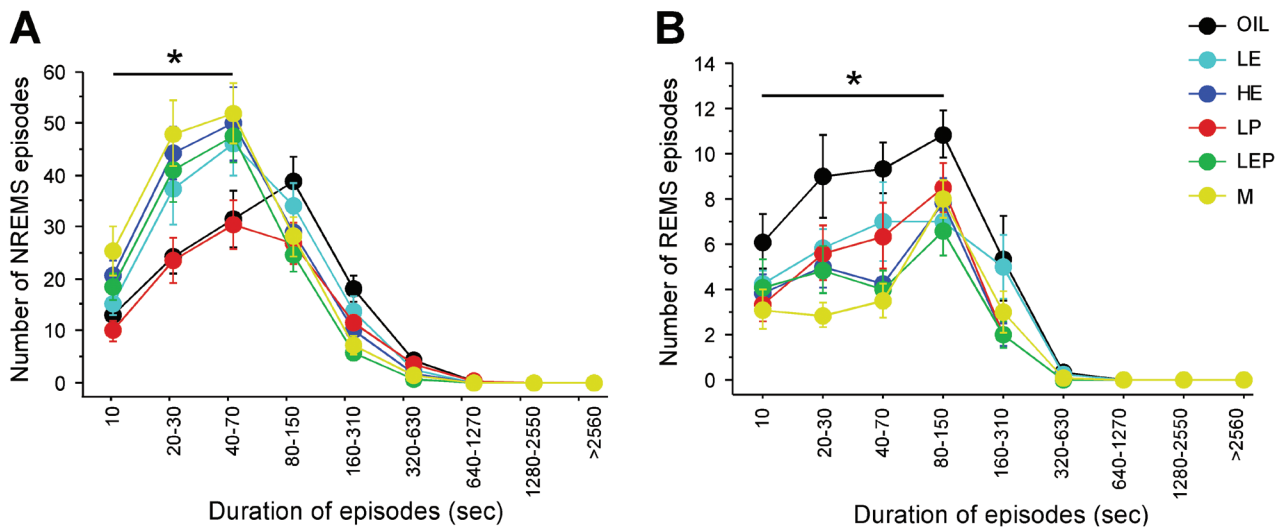 A
*
Number of NREMS episodes
60
50
40
30
20
10
0
10
20-30
40-70
80-150
160-310
320-630
640-1270
1280-2550
>2560
Duration of episodes (sec)
B
*
Number of REMS episodes
14
12
10
8
6
4
2
0
10
20-30
40-70
80-150
160-310
320-630
640-1270
1280-2550
>2560
Duration of episodes (sec)
OIL
LE
HE
LP
LEP
M